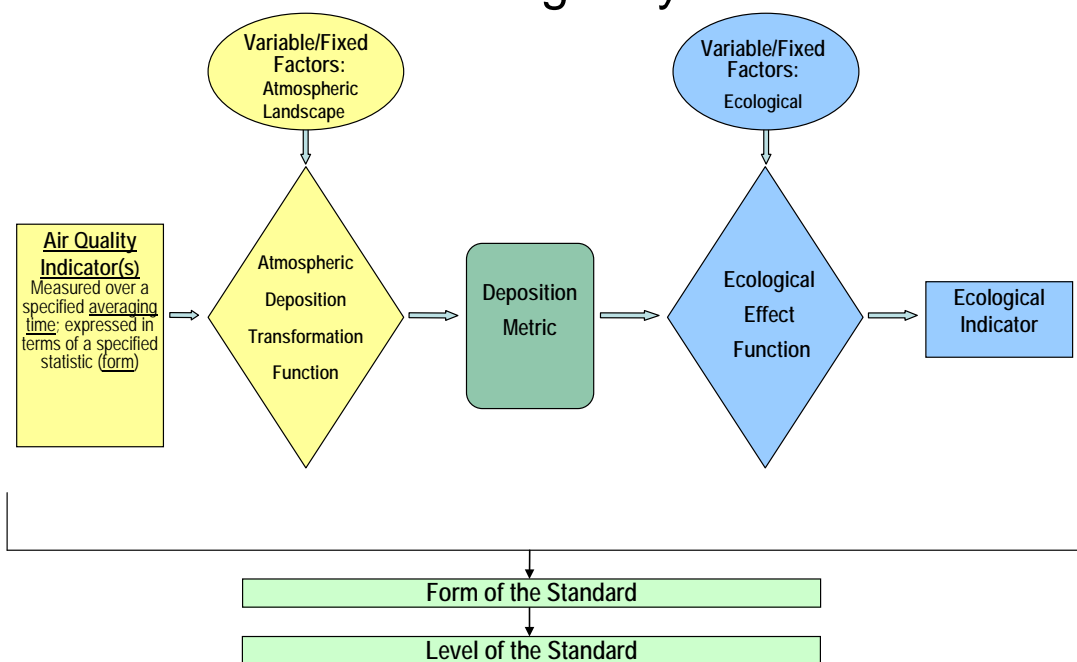 Variable/Fixed
Factors:
Atmospheric
Landscape
Variable/Fixed
Factors:
Ecological
Air Quality
Indicator(s)
Measured over a
specified averaging
time; expressed in
terms of a specified
statistic (form)
Atmospheric
Deposition
Transformation
Function
Deposition
Metric
Ecological
Effect
Function
Ecological
Indicator
Form of the Standard
Level of the Standard